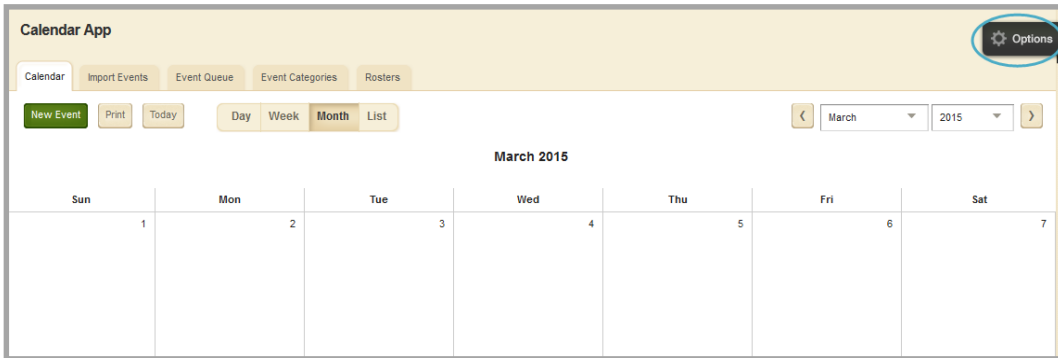 Calendar App
Options
Calendar Import Events Event Queue Event Categories Rosters
New Event Print Today Day Week Month List March 2015
March 2015
Sun Mon Tue Wed Thu Fri Sat
1 2 3 4 5 6 7